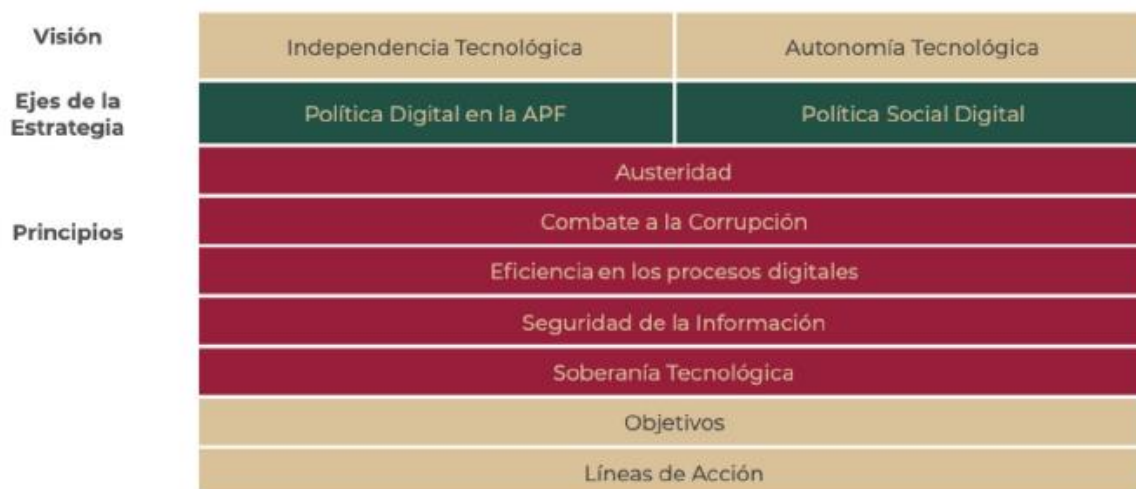 Visión
Independencia Tecnológica
Autonomía Tecnológica
Ejes de la
Estrategia
Política Digital en la APF
Política Social Digital
Principios
Austeridad
Combate a la Corrupción
Eficiencia en los procesos digitales
Seguridad de la Información
Soberanía Tecnológica
Objetivos
Líneas de Acción